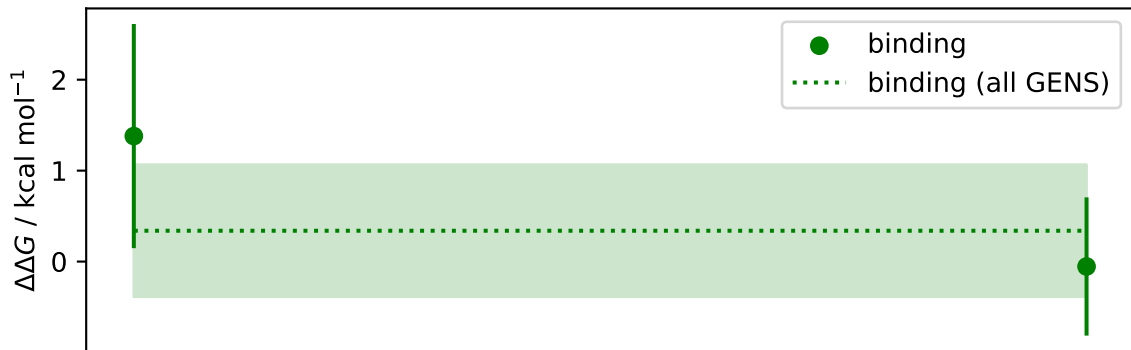 binding
binding (all GENS)
ΔΔG / kcal mol⁻¹
2
1
0